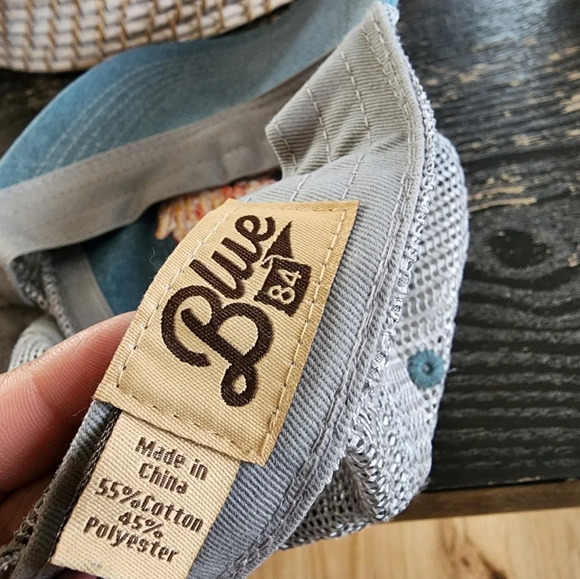 Blue
84
Made in
China
55%Cotton
45%
Polyester